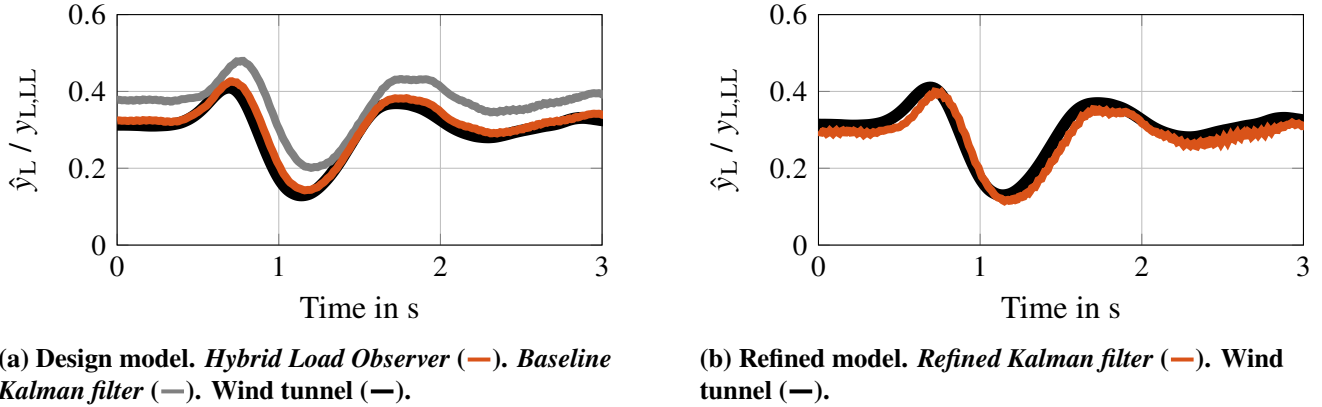 0.6
0.4
0.2
0
0
1
2
3
ŷL / yL,LL
Time in s
(a) Design model. Hybrid Load Observer (—). Baseline
Kalman filter (—). Wind tunnel (—).
0.6
0.4
0.2
0
0
1
2
3
ŷL / yL,LL
Time in s
(b) Refined model. Refined Kalman filter (—). Wind
tunnel (—).